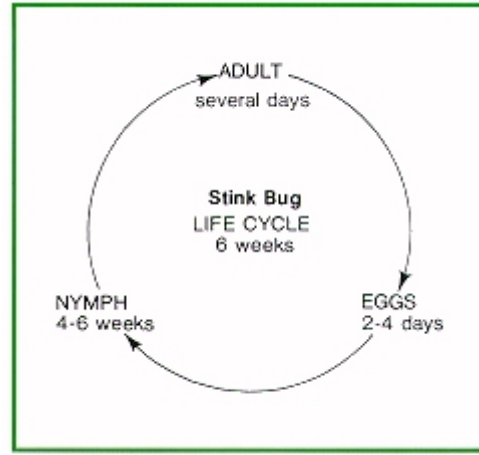 ADULT
several days
Stink Bug
LIFE CYCLE
6 weeks
NYMPH
4-6 weeks
EGGS
2-4 days